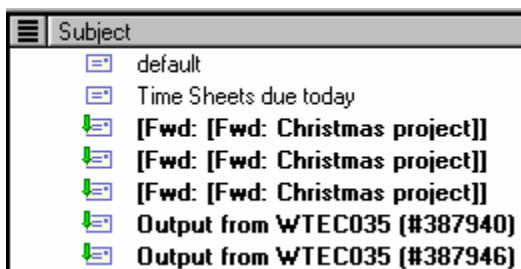 Subject
default
Time Sheets due today
[Fwd: [Fwd: Christmas project]]
[Fwd: [Fwd: Christmas project]]
[Fwd: [Fwd: Christmas project]]
Output from WTEC035 (#387940)
Output from WTEC035 (#387946)